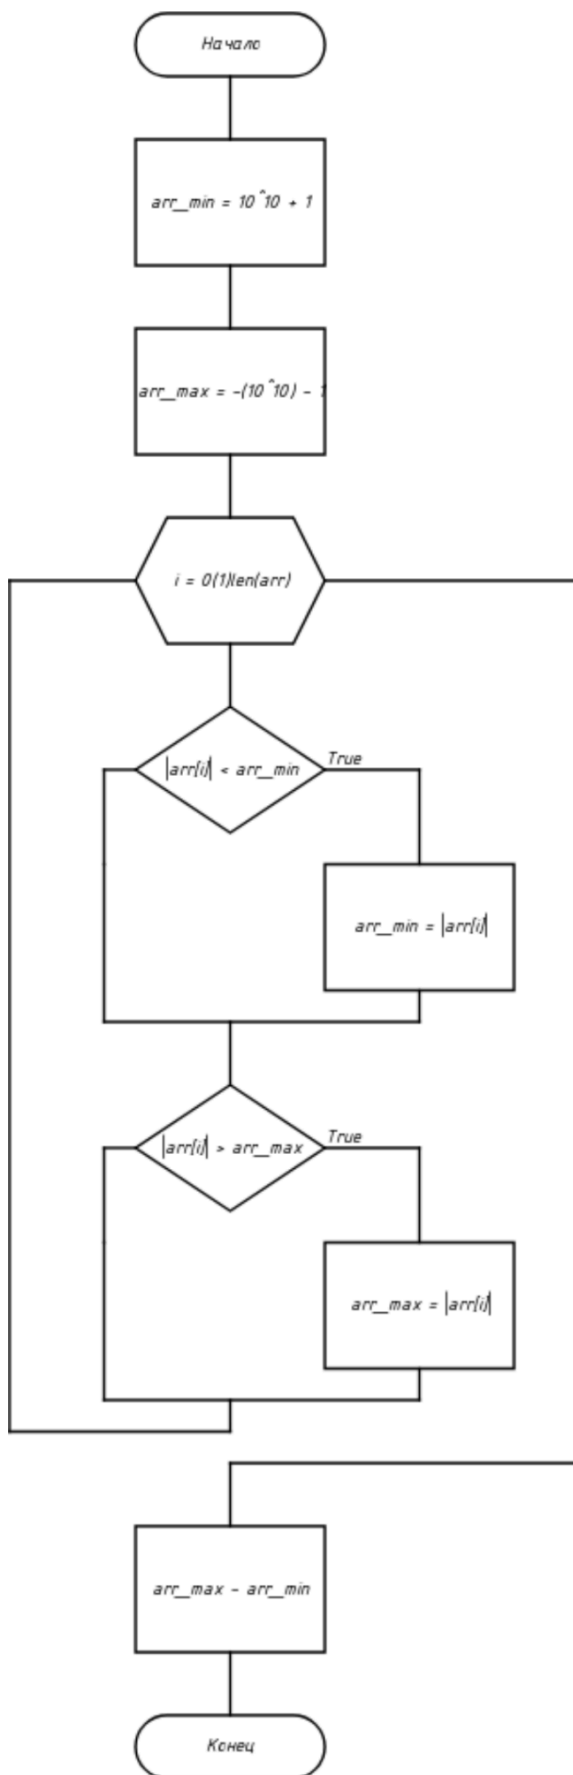 Начало
arr_min = 10^10 + 1
arr_max = -(10^10) - 1
i = 0(1)len(arr)
|arr[i]| < arr_min
True
arr_min = |arr[i]|
|arr[i]| > arr_max
True
arr_max = |arr[i]|
arr_max - arr_min
Конец